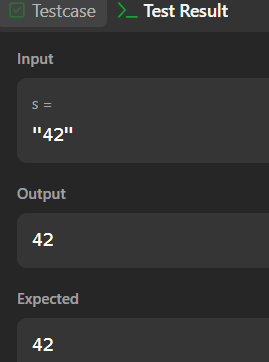 Testcase >_ Test Result
Input
s =
"42"
Output
42
Expected
42